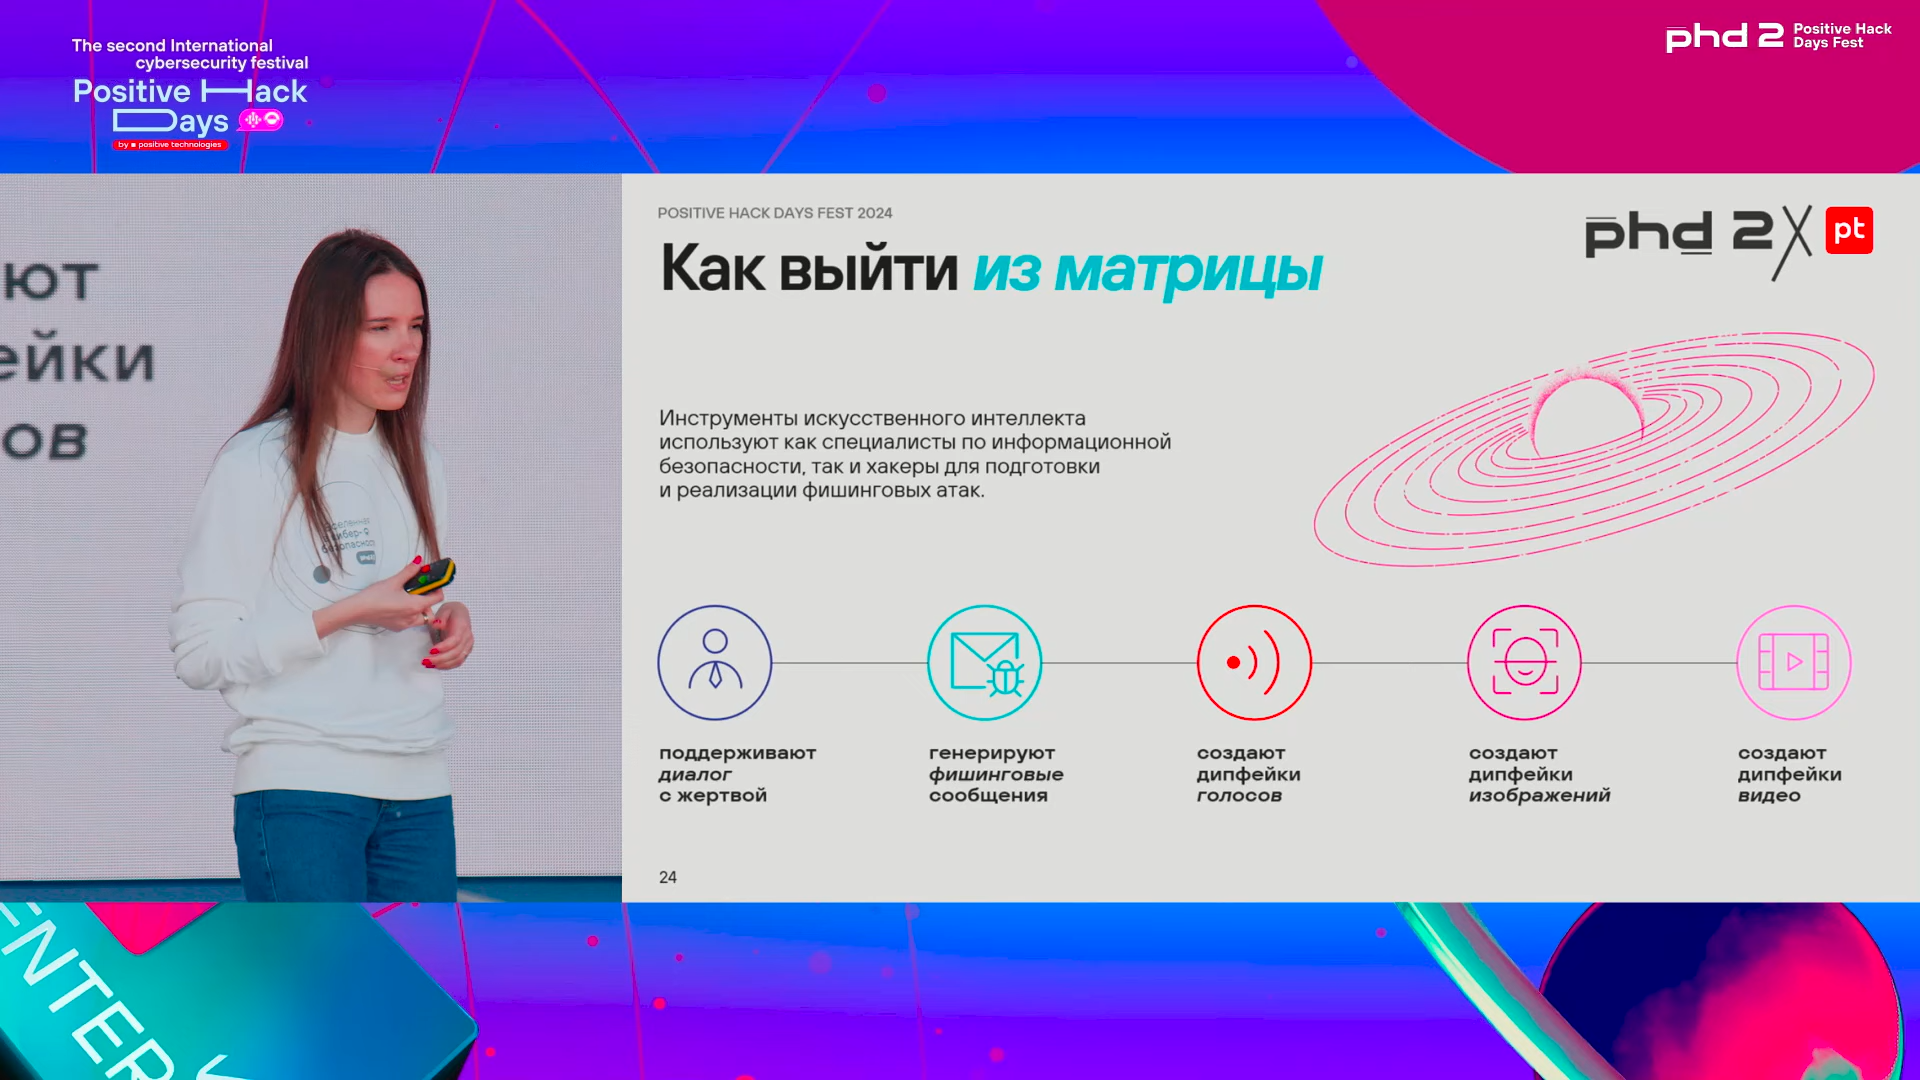 The second International
cybersecurity festival
Positive Hack
Days
by positive technologies
phd 2 Positive Hack
Days Fest
ют
ейки
ов
кибер-
безопасности
POSITIVE HACK DAYS FEST 2024
Как выйти из матрицы
phd 2 pt
Инструменты искусственного интеллекта
используют как специалисты по информационной
безопасности, так и хакеры для подготовки
и реализации фишинговых атак.
поддерживают
диалог
с жертвой
генерируют
фишинговые
сообщения
создают
дипфейки
голосов
создают
дипфейки
изображений
создают
дипфейки
видео
24
ENTER